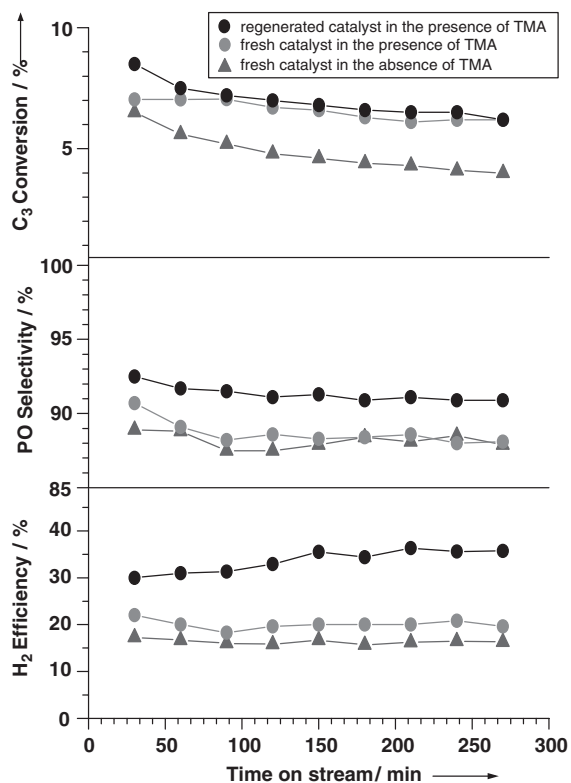 regenerated catalyst in the presence of TMA
fresh catalyst in the presence of TMA
fresh catalyst in the absence of TMA
C₃ Conversion / %
10
5
PO Selectivity / %
100
95
90
85
H₂ Efficiency / %
40
30
20
10
0
0 50 100 150 200 250 300
Time on stream/ min